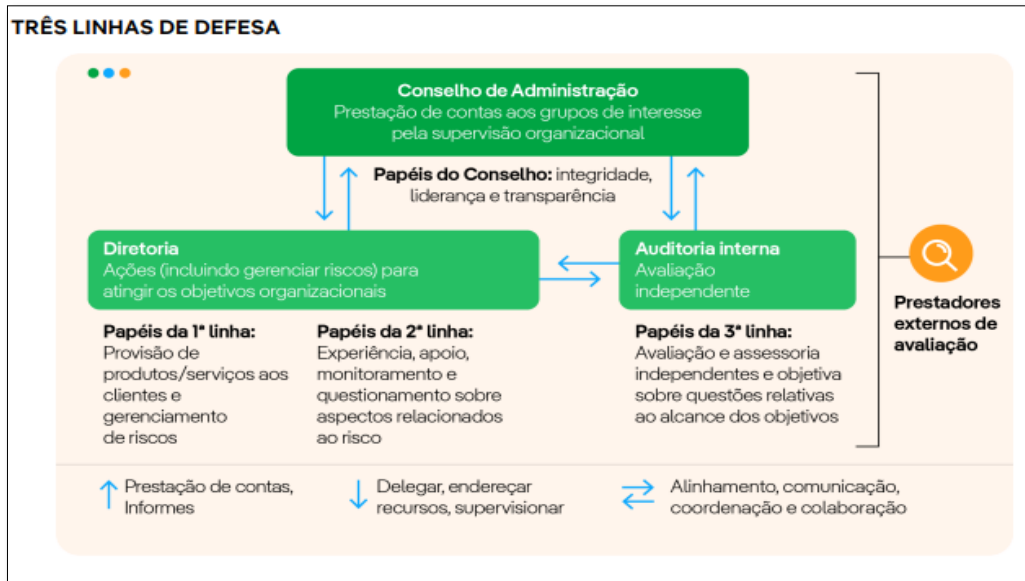 TRÊS LINHAS DE DEFESA
Conselho de Administração
Prestação de contas aos grupos de interesse
pela supervisão organizacional
Papéis do Conselho: integridade,
liderança e transparência
Diretoria
Ações (incluindo gerenciar riscos) para
atingir os objetivos organizacionais
Auditoria interna
Avaliação
independente
Papéis da 1ª linha:
Provisão de
produtos/serviços aos
clientes e
gerenciamento
de riscos
Papéis da 2ª linha:
Experiência, apoio,
monitoramento e
questionamento sobre
aspectos relacionados
ao risco
Papéis da 3ª linha:
Avaliação e assessoria
independentes e objetiva
sobre questões relativas
ao alcance dos objetivos
Prestadores
externos de
avaliação
Prestação de contas,
Informes
Delegar, endereçar
recursos, supervisionar
Alinhamento, comunicação,
coordenação e colaboração